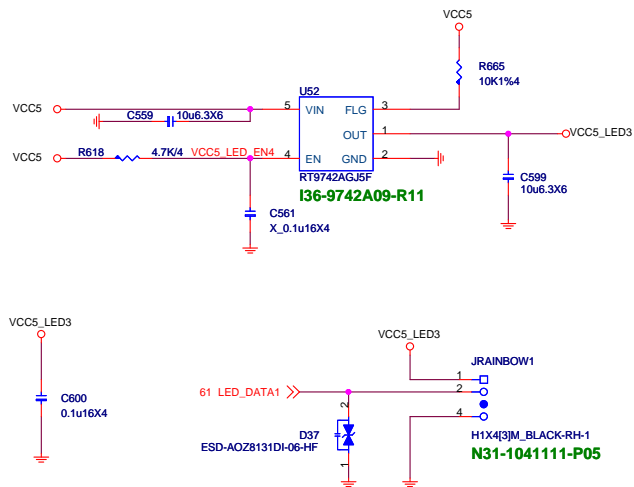 VCC5
R665
10K1%4
U52
VCC5
5
VIN
FLG
3
C559
10u6.3X6
OUT
1
VCC5_LED3
VCC5
R618
4.7K/4
VCC5_LED_EN4
4
EN
GND
2
RT9742AGJ5F
I36-9742A09-R11
C599
10u6.3X6
C561
X_0.1u16X4
VCC5_LED3
C600
0.1u16X4
VCC5_LED3
JRAINBOW1
1
61 LED_DATA1
2
4
2
D37
ESD-AOZ8131DI-06-HF
1
H1X4[3]M_BLACK-RH-1
N31-1041111-P05